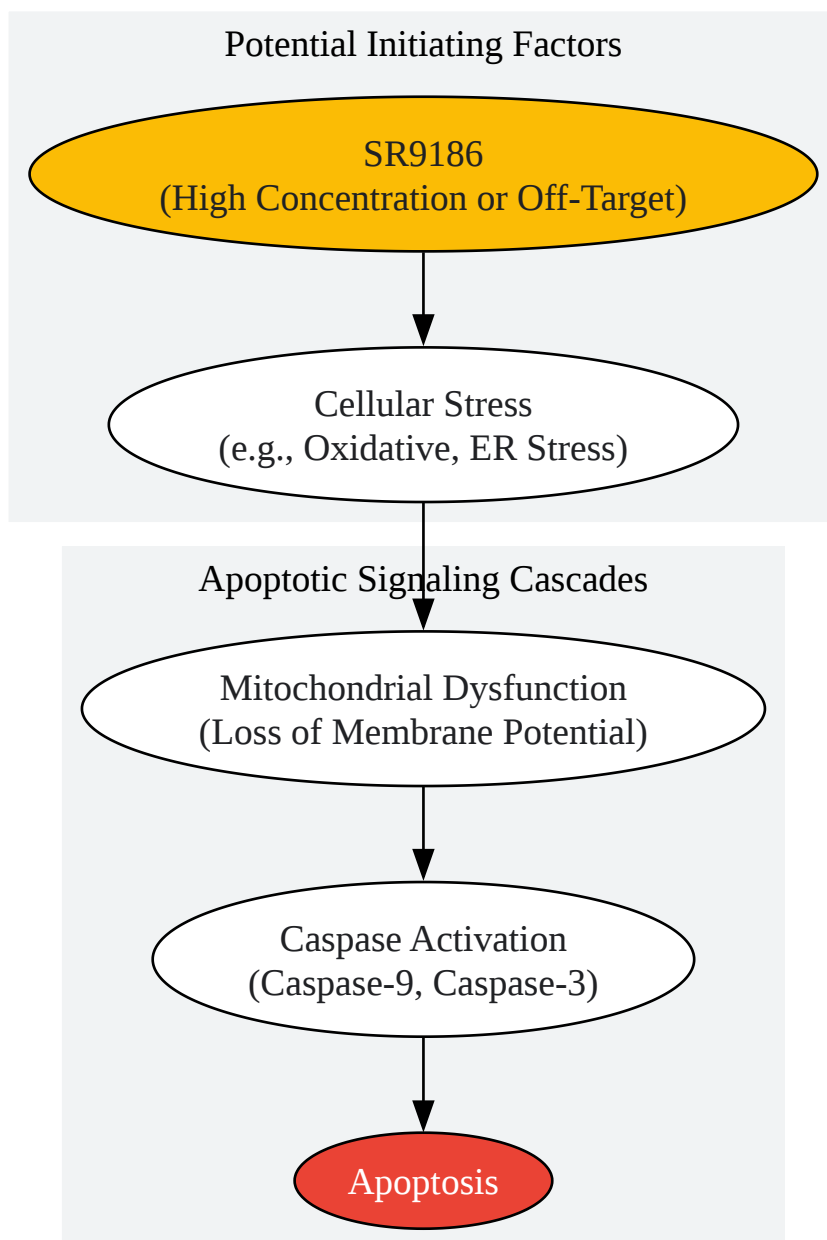 Potential Initiating Factors
SR9186
(High Concentration or Off-Target)
Cellular Stress
(e.g., Oxidative, ER Stress)
Apoptotic Signaling Cascades
Mitochondrial Dysfunction
(Loss of Membrane Potential)
Caspase Activation
(Caspase-9, Caspase-3)
Apoptosis